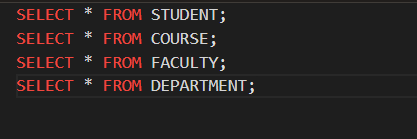 SELECT * FROM STUDENT;
SELECT * FROM COURSE;
SELECT * FROM FACULTY;
SELECT * FROM DEPARTMENT;